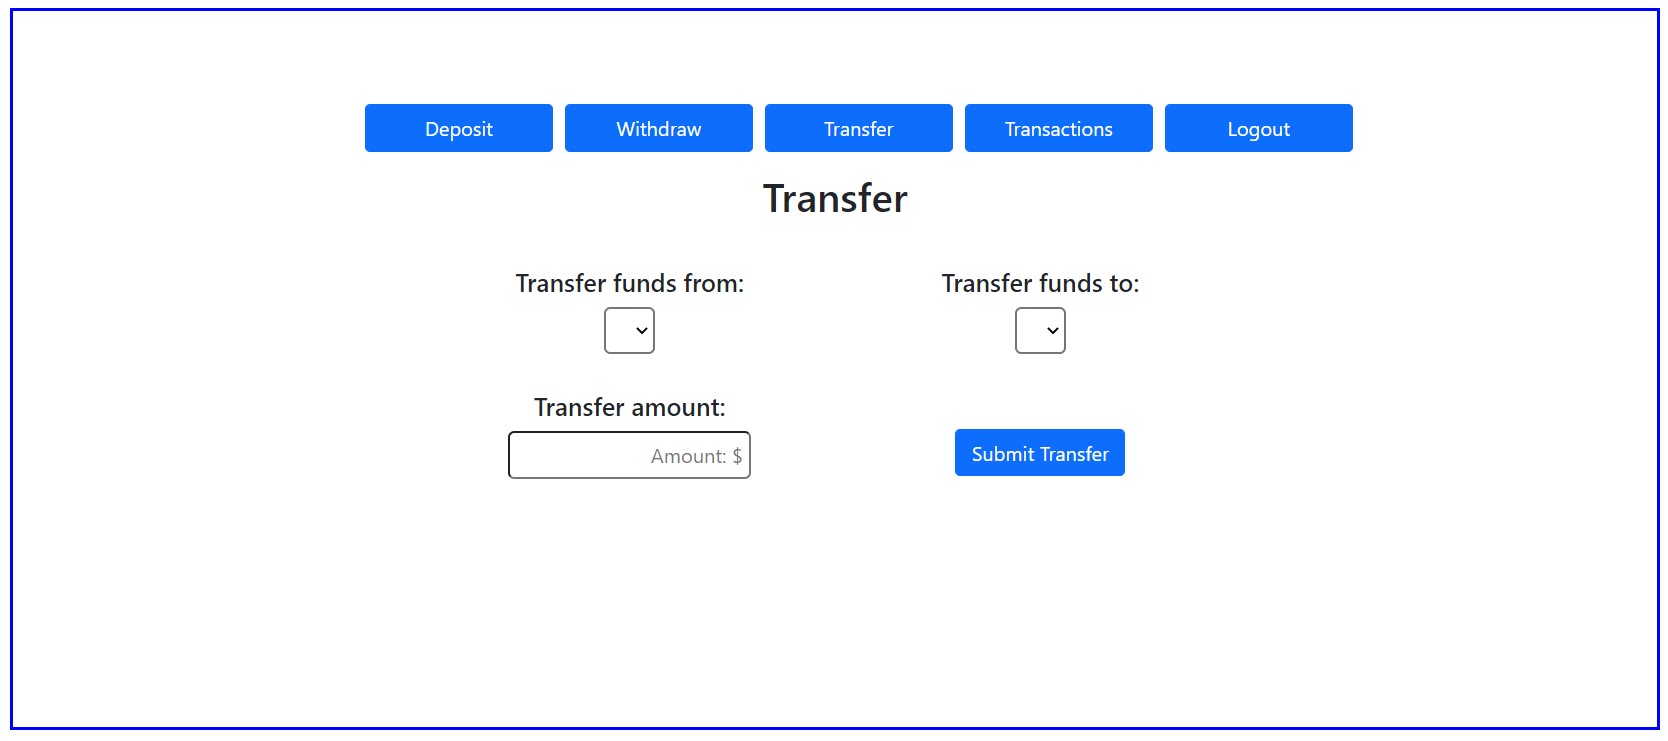 Deposit Withdraw Transfer Transactions Logout
Transfer
Transfer funds from: Transfer funds to:
Transfer amount:
Amount: $ Submit Transfer